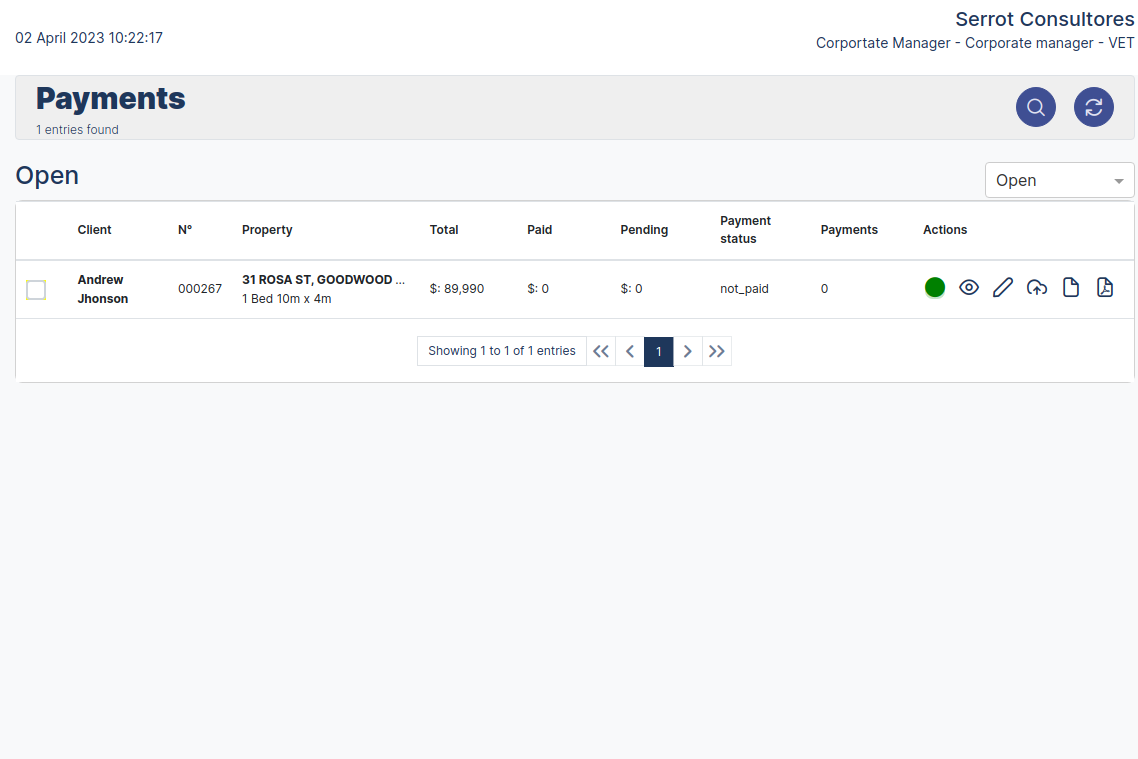 Serrot Consultores
02 April 2023 10:22:17
Corportate Manager - Corporate manager - VET
Payments
1 entries found
Open
Open
Client N° Property Total Paid Pending Payment status Payments Actions
Andrew Jhonson 000267 31 ROSA ST, GOODWOOD ... $: 89,990 $: 0 $: 0 not_paid 0
1 Bed 10m x 4m
Showing 1 to 1 of 1 entries 1